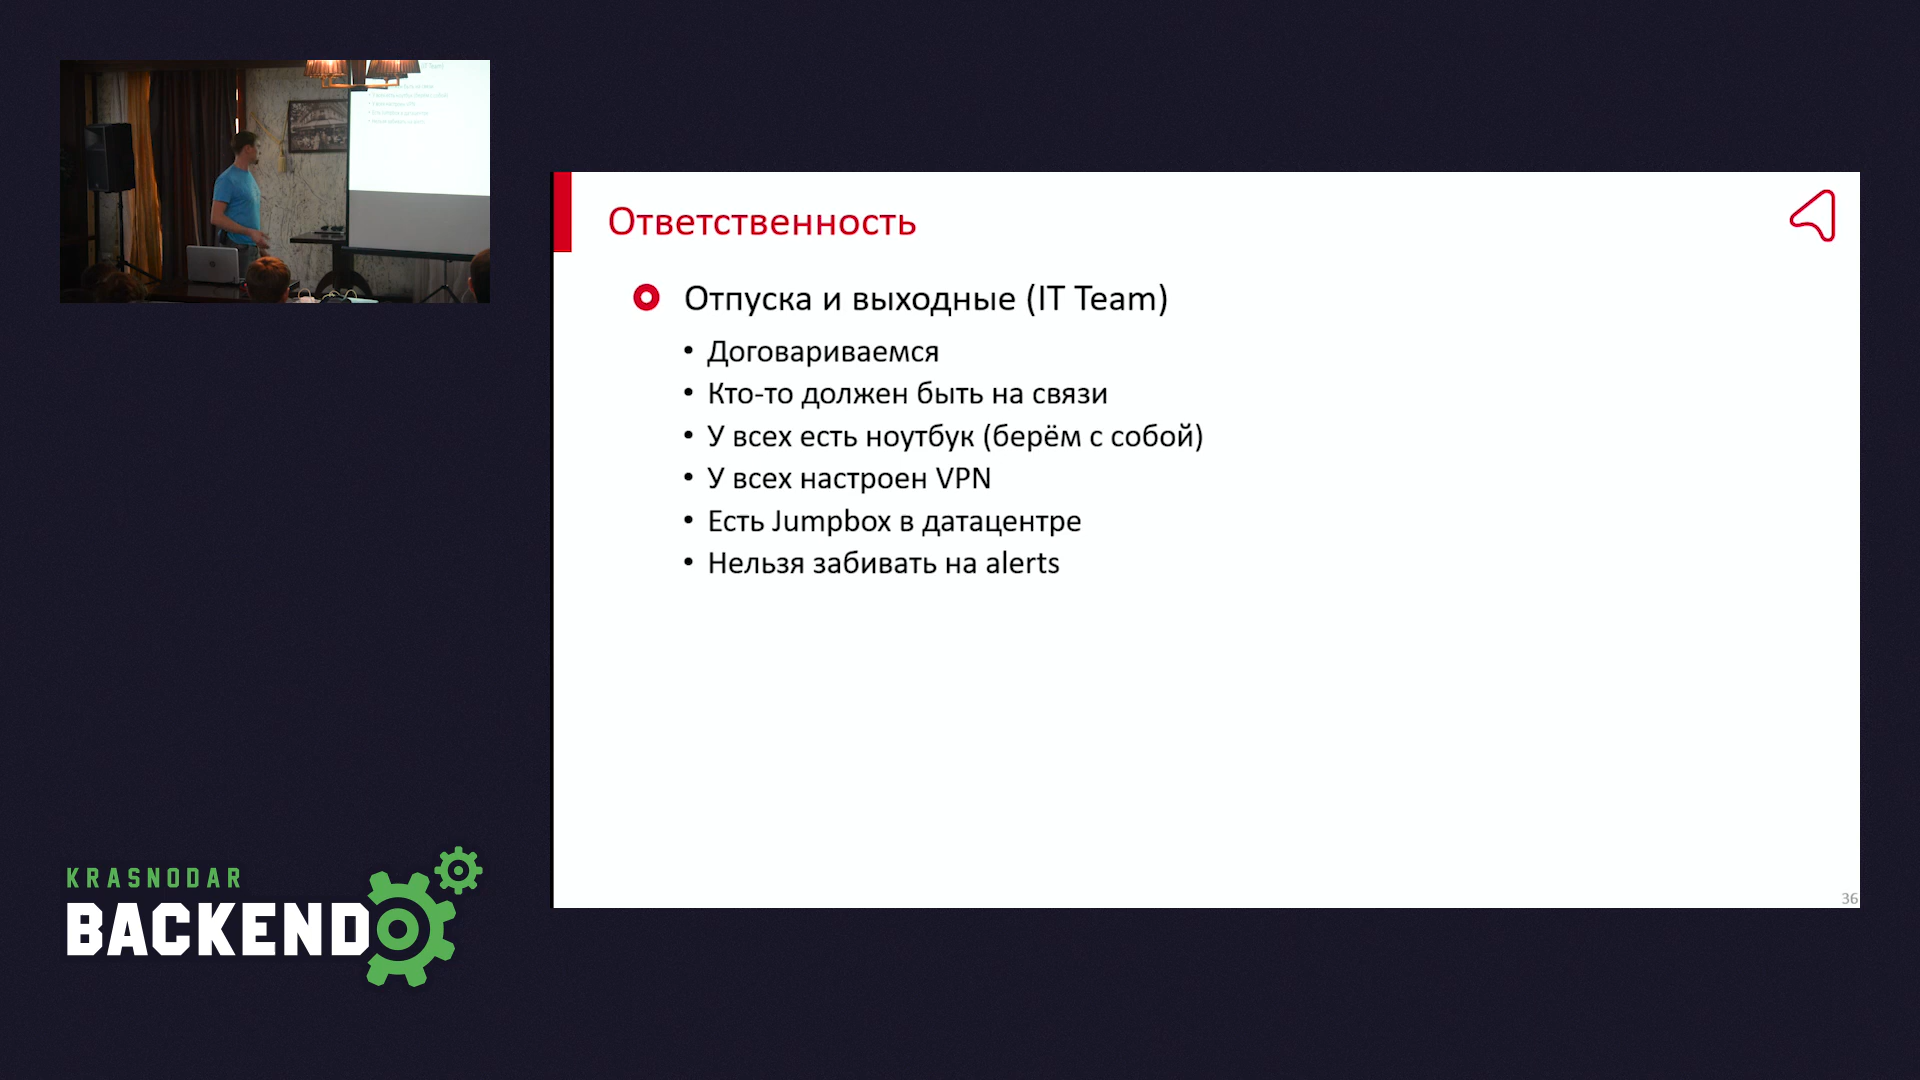 Ответственность
Отпуска и выходные (IT Team)
• Договариваемся
• Кто-то должен быть на связи
• У всех есть ноутбук (берём с собой)
• У всех настроен VPN
• Есть Jumpbox в датацентре
• Нельзя забивать на alerts
36
KRASNODAR
BACKEND